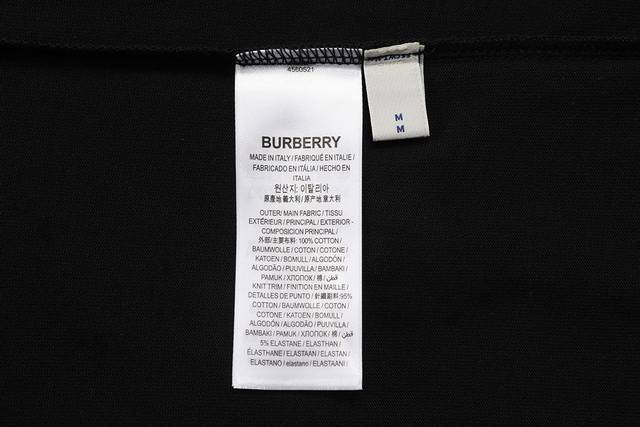 4560521
BURBERRY
MADE IN ITALY / FABRIQUÉ EN ITALIE /
FABRICADO EN ITÁLIA / HECHO EN
ITALIA
원산지: 이탈리아
原產地 義大利 / 原产地 意大利
OUTER/ MAIN FABRIC / TISSU
EXTÉRIEUR / PRINCIPAL / EXTERIOR -
COMPOSICION PRINCIPAL /
外部/主要布料: 100% COTTON /
BAUMWOLLE / COTON / COTONE /
KATOEN / BOMULL / ALGODÓN /
ALGODÃO / PUUVILLA / BAMBAKI /
PAMUK / ХЛОПОК / 棉 / قطن /
KNIT TRIM / FINITION EN MAILLE /
DETALLES DE PUNTO / 針織副料:95%
COTTON / BAUMWOLLE / COTON /
COTONE / KATOEN / BOMULL /
ALGODÓN / ALGODÃO / PUUVILLA /
BAMBAKI / PAMUK / ХЛОПОК / 棉 / قطن /
5% ELASTANE / ELASTHAN /
ÉLASTHANE / ELASTAAN / ELASTAN /
ELASTANO / elastano / ELASTAANI /
M
M